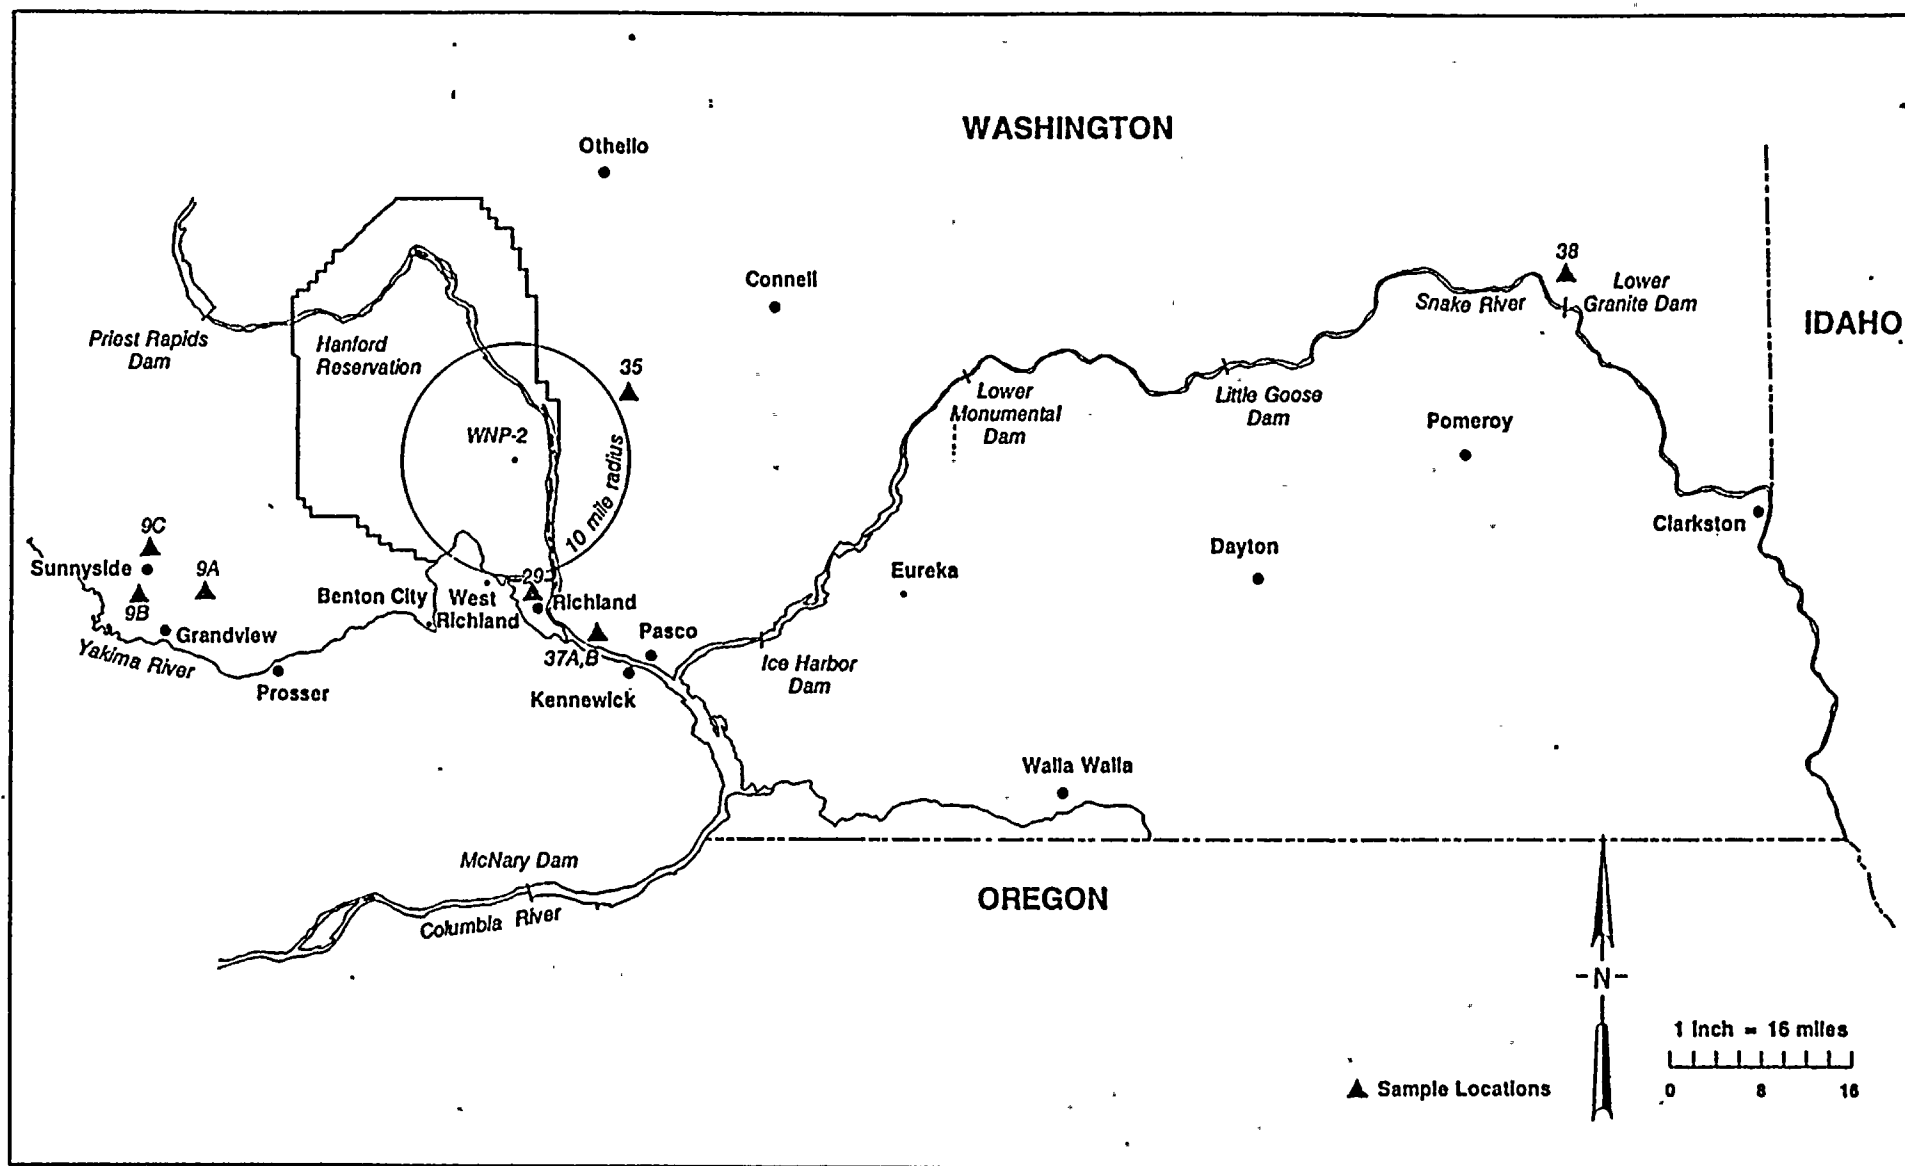 WASHINGTON
Othello
Connell
38
Lower
Granite Dam
Snake River
IDAHO
Priest Rapids
Dam
Hanford
Reservation
35
Lower
Monumental
Dam
Little Goose
Dam
Pomeroy
WNP-2
10 mile radius
Clarkston
9C
Sunnyside
9A
9B
Grandview
Yakima River
Prosser
Benton City
West
Richland
29
Richland
37A,B
Pasco
Kennewick
Eureka
Dayton
Ice Harbor
Dam
Walla Walla
McNary Dam
Columbia River
OREGON
-N-
1 Inch = 16 miles
0 8 16
Sample Locations